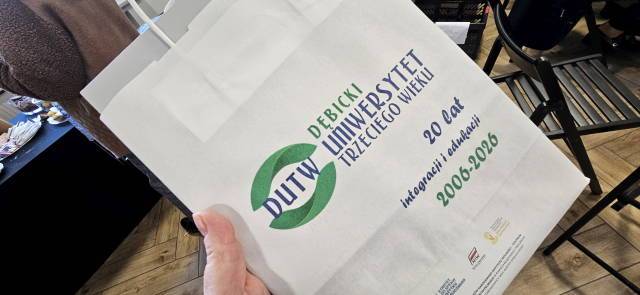 DĘBICKI
UNIWERSYTET
TRZECIEGO WIEKU
DUTW
20 lat
integracji i edukacji
2006-2026